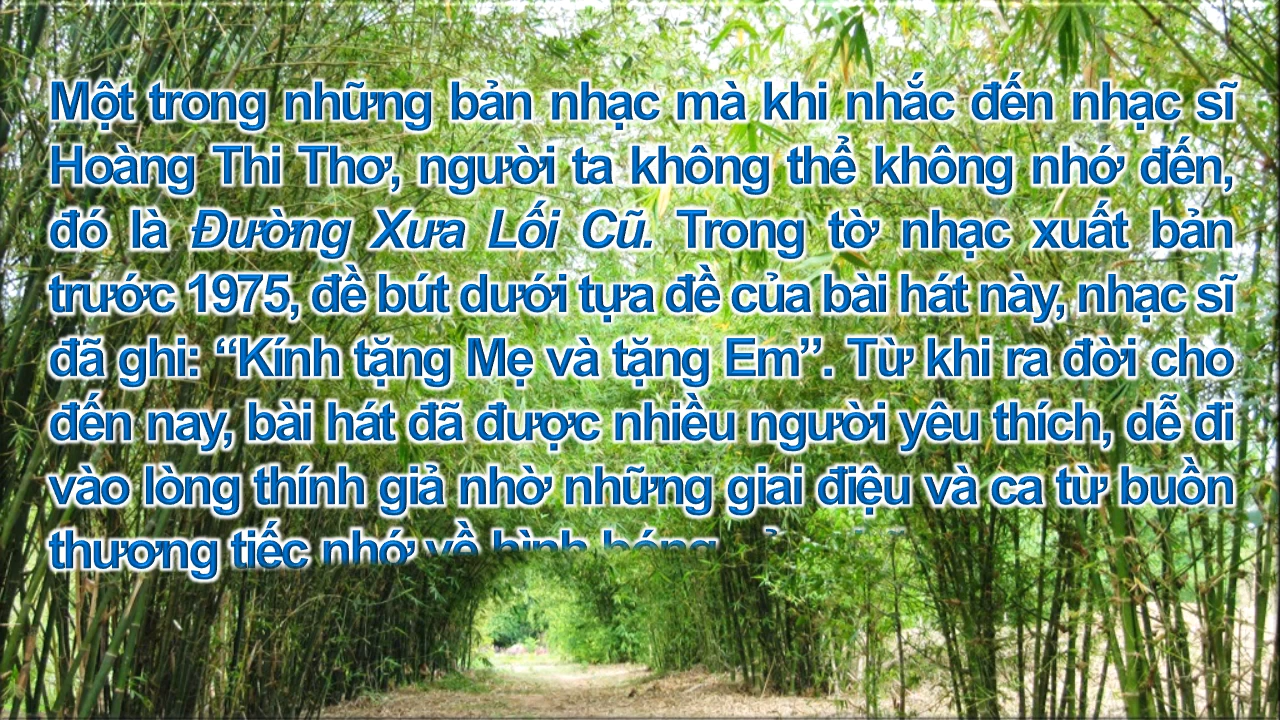 Một trong những bản nhạc mà khi nhắc đến nhạc sĩ
Hoàng Thi Thơ, người ta không thể không nhớ đến,
đó là Đường Xưa Lối Cũ. Trong tờ nhạc xuất bản
trước 1975, đề bút dưới tựa đề của bài hát này, nhạc sĩ
đã ghi: “Kính tặng Mẹ và tặng Em”. Từ khi ra đời cho
đến nay, bài hát đã được nhiều người yêu thích, dễ đi
vào lòng thính giả nhờ những giai điệu và ca từ buồn
thương tiếc nhớ về hình bóng